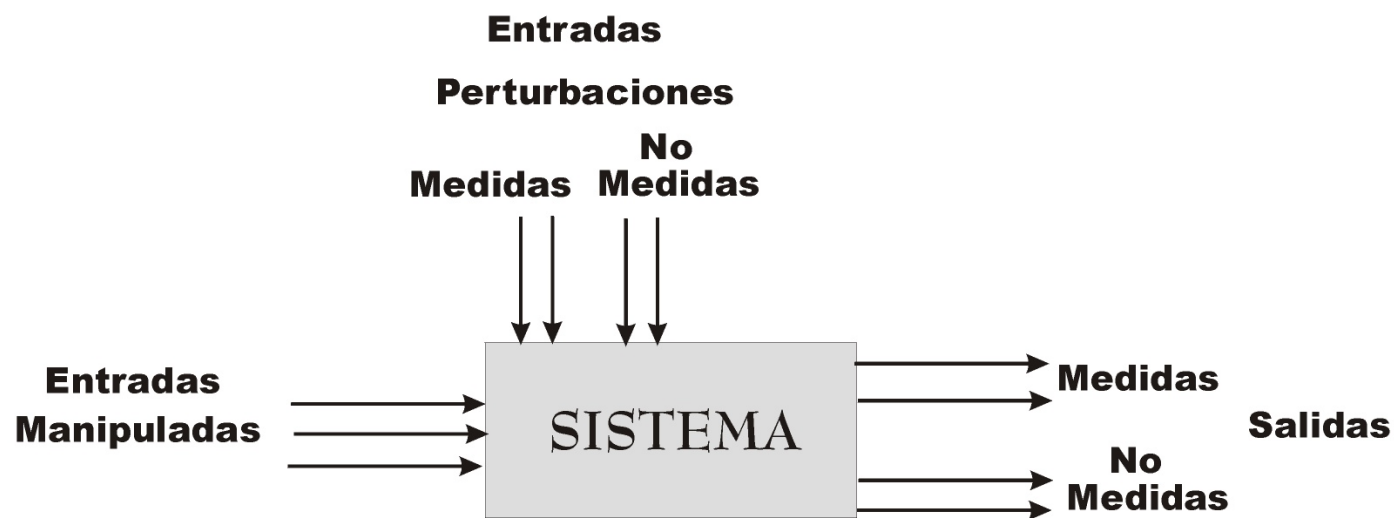 Entradas
Perturbaciones
No
Medidas Medidas
Entradas
Manipuladas
SISTEMA
Medidas
Salidas
No
Medidas